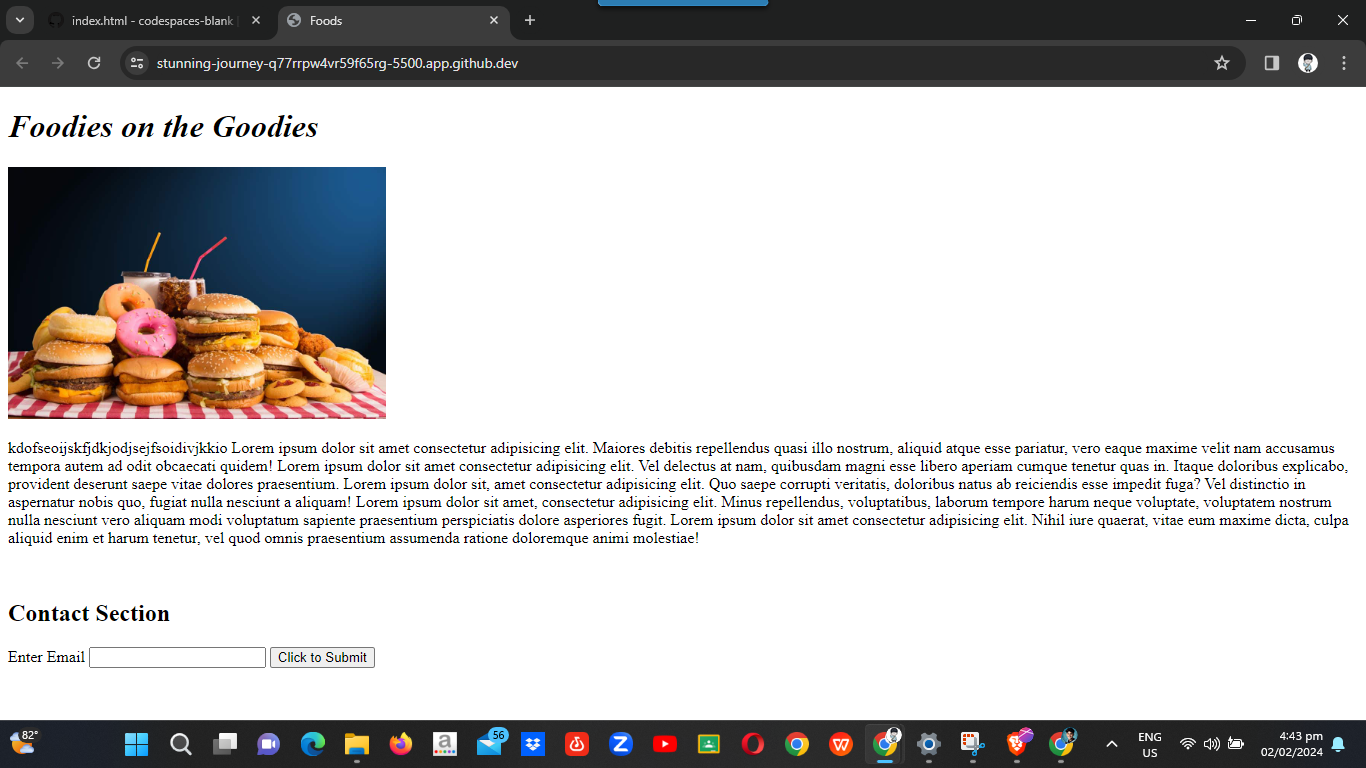 index.html - codespaces-blank
Foods
stunning-journey-q77rrpw4vr59f65rg-5500.app.github.dev
Foodies on the Goodies
kdofseoijskfjdkjodjsejfsoidivjkkio Lorem ipsum dolor sit amet consectetur adipisicing elit. Maiores debitis repellendus quasi illo nostrum, aliquid atque esse pariatur, vero eaque maxime velit nam accusamus
tempora autem ad odit obcaecati quidem! Lorem ipsum dolor sit amet consectetur adipisicing elit. Vel delectus at nam, quibusdam magni esse libero aperiam cumque tenetur quas in. Itaque doloribus explicabo,
provident deserunt saepe vitae dolores praesentium. Lorem ipsum dolor sit, amet consectetur adipisicing elit. Quo saepe corrupti veritatis, doloribus natus ab reiciendis esse impedit fuga? Vel distinctio in
aspernatur nobis quo, fugiat nulla nesciunt a aliquam! Lorem ipsum dolor sit amet, consectetur adipisicing elit. Minus repellendus, voluptatibus, laborum tempore harum neque voluptate, voluptatem nostrum
nulla nesciunt vero aliquam modi voluptatum sapiente praesentium perspiciatis dolore asperiores fugit. Lorem ipsum dolor sit amet consectetur adipisicing elit. Nihil iure quaerat, vitae eum maxime dicta, culpa
aliquid enim et harum tenetur, vel quod omnis praesentium assumenda ratione doloremque animi molestiae!
Contact Section
Enter Email Click to Submit
82°
56
ENG
US
4:43 pm
02/02/2024